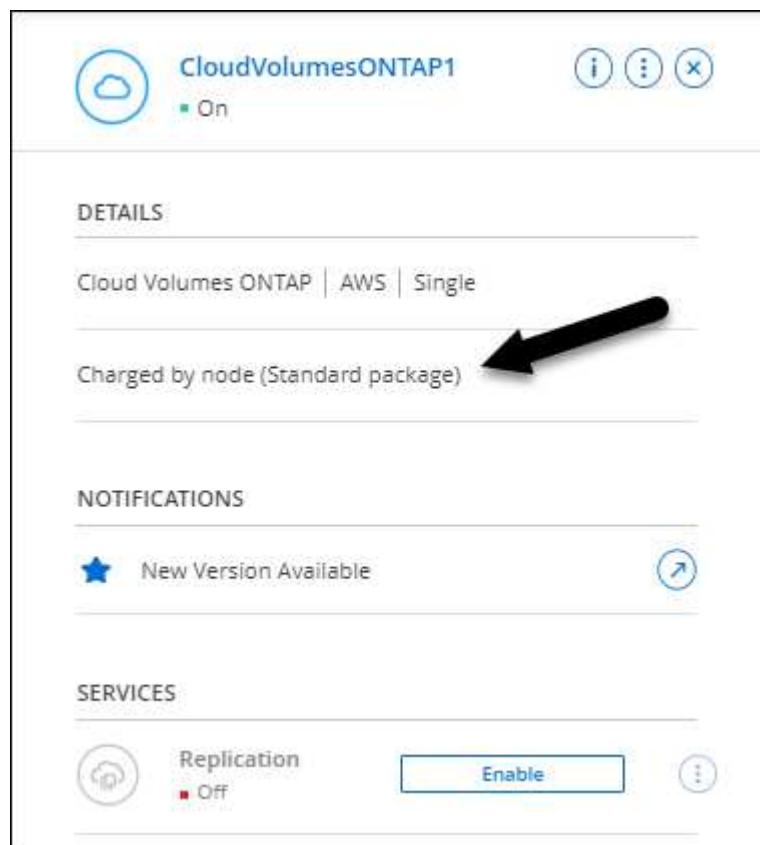 CloudVolumesONTAP1
On
DETAILS
Cloud Volumes ONTAP | AWS | Single
Charged by node (Standard package)
NOTIFICATIONS
New Version Available
SERVICES
Replication
Enable
Off